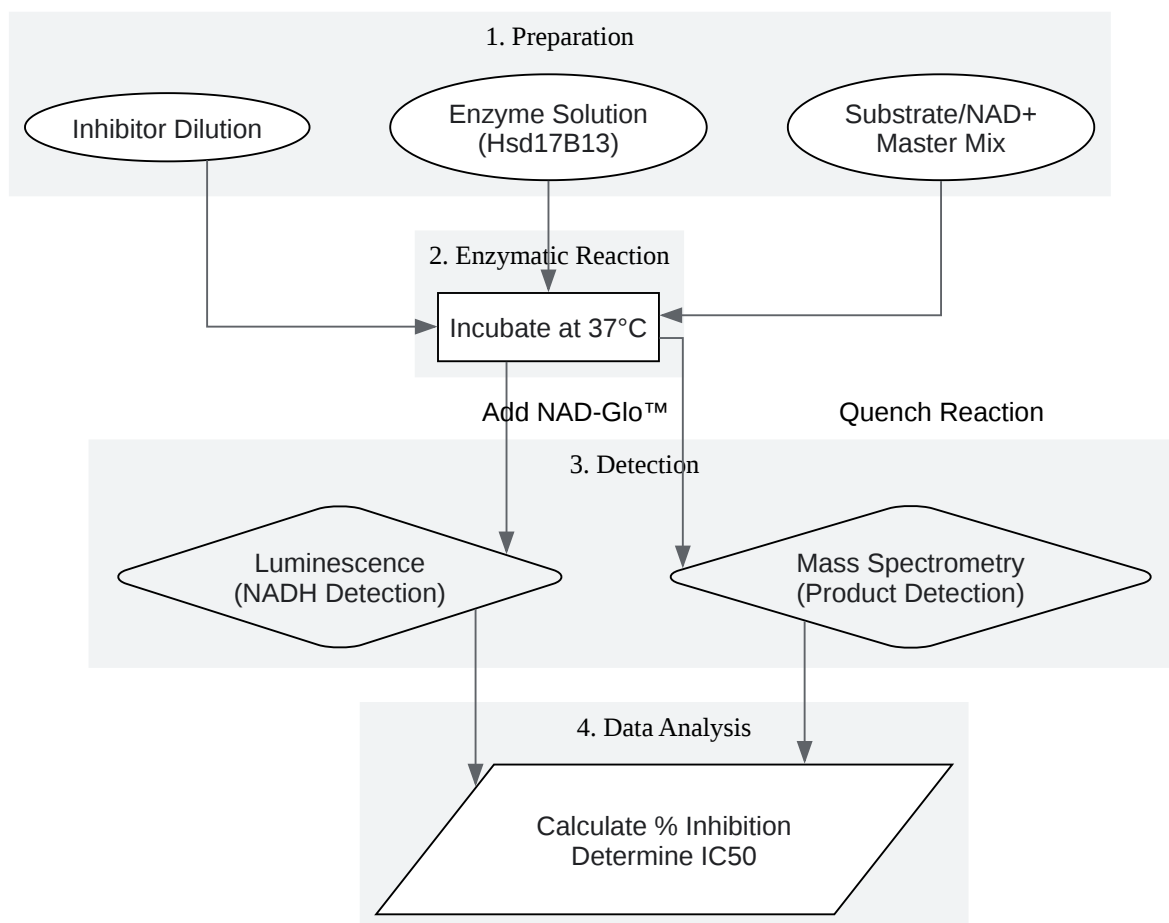 1. Preparation
Inhibitor Dilution
Enzyme Solution
(Hsd17B13)
Substrate/NAD+
Master Mix
2. Enzymatic Reaction
Incubate at 37°C
Add NAD-Glo™
Quench Reaction
3. Detection
Luminescence
(NADH Detection)
Mass Spectrometry
(Product Detection)
4. Data Analysis
Calculate % Inhibition
Determine IC50